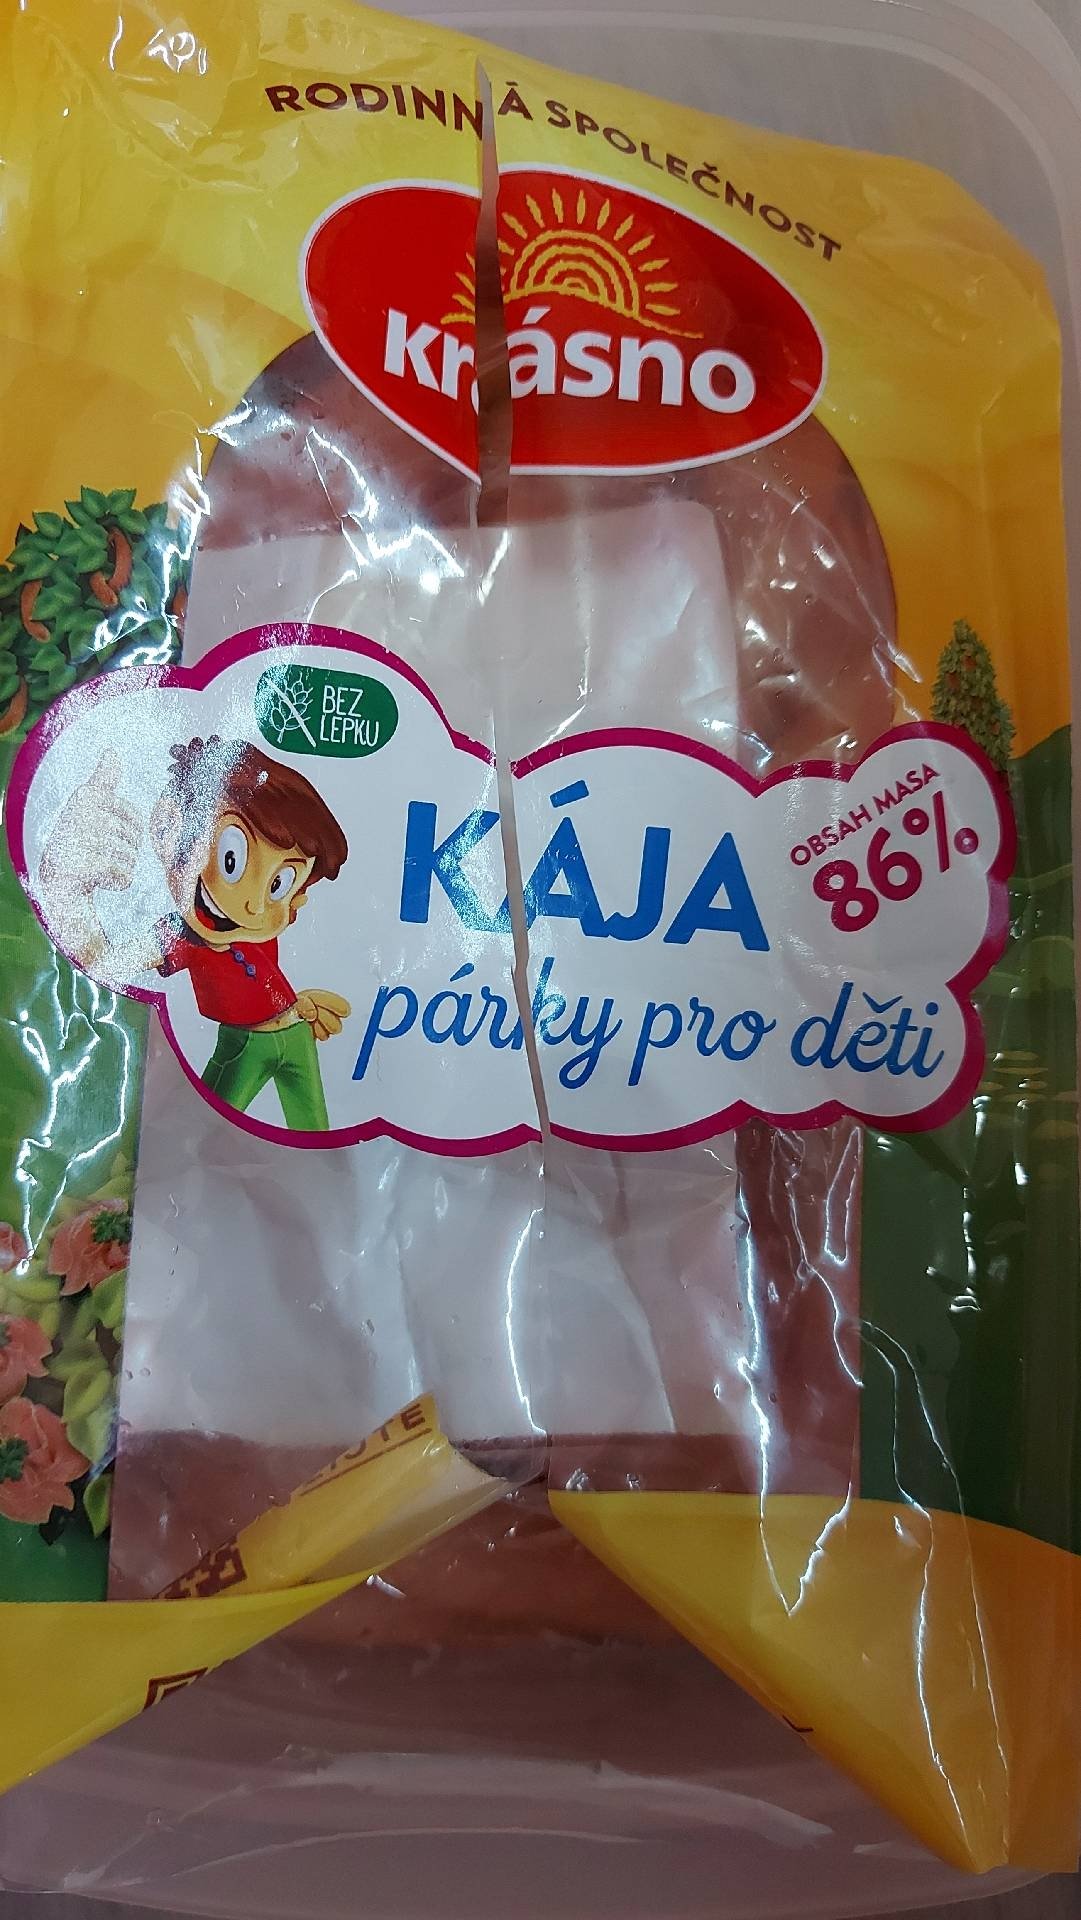 RODINNÁ SPOLEČNOST
krásno
BEZ
LEPKU
OBSAH MASA
86%
KÁJA
párky pro děti